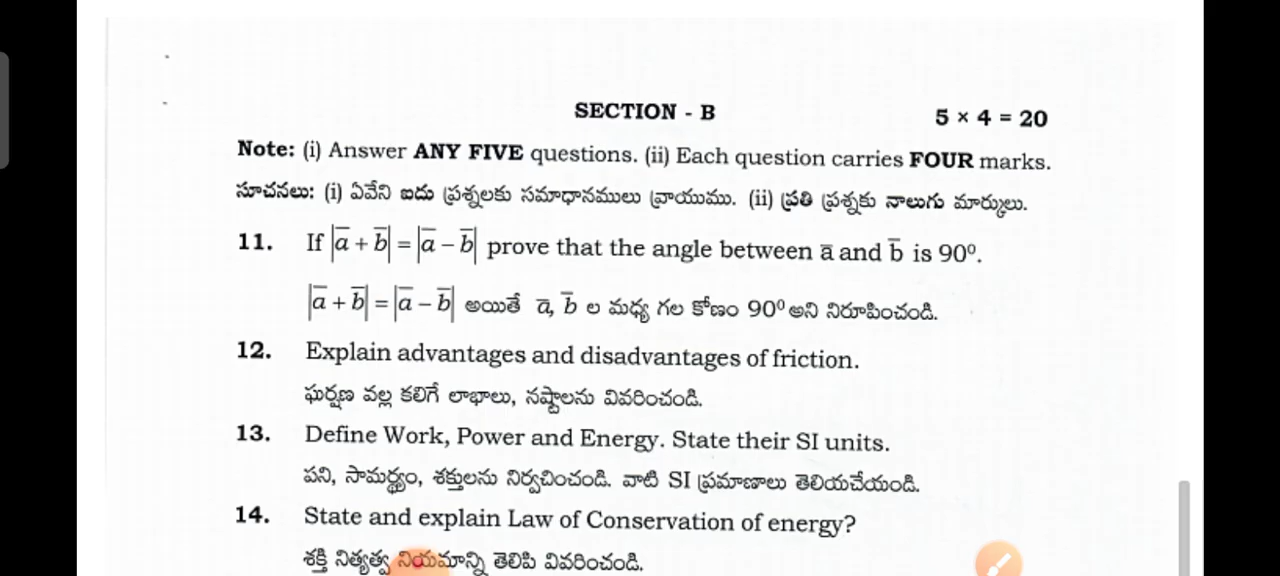 SECTION - B
5 × 4 = 20
Note: (i) Answer ANY FIVE questions. (ii) Each question carries FOUR marks.
సూచనలు: (i) ఏవేని ఐదు ప్రశ్నలకు సమాధానములు వ్రాయుము. (ii) ప్రతి ప్రశ్నకు నాలుగు మార్కులు.
11. If |a̅ + b̅| = |a̅ − b̅| prove that the angle between a̅ and b̅ is 90⁰.
|a̅ + b̅| = |a̅ − b̅| అయితే a̅, b̅ ల మధ్య గల కోణం 90⁰ అని నిరూపించండి.
12. Explain advantages and disadvantages of friction.
ఘర్షణ వల్ల కలిగే లాభాలు, నష్టాలను వివరించండి.
13. Define Work, Power and Energy. State their SI units.
పని, సామర్థ్యం, శక్తులను నిర్వచించండి. వాటి SI ప్రమాణాలు తెలియచేయండి.
14. State and explain Law of Conservation of energy?
శక్తి నిత్యత్వ నియమాన్ని తెలిపి వివరించండి.